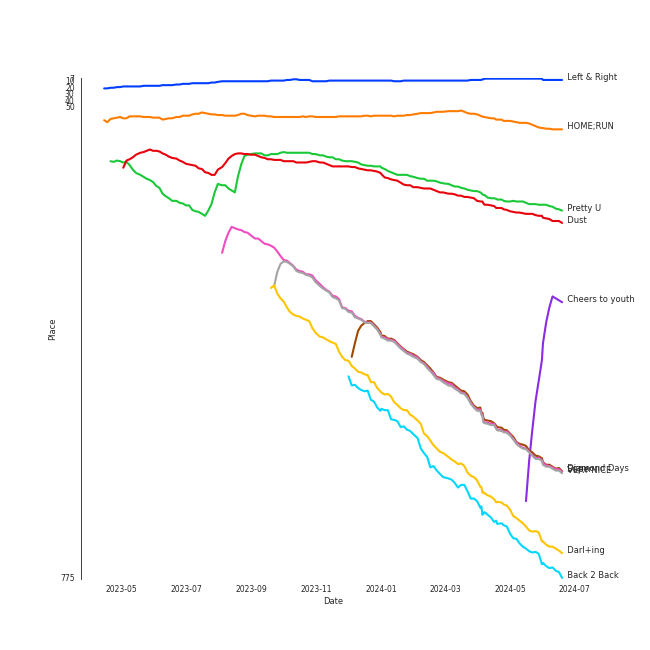 7
10
20
30
40
50
775
Place
2023-05
2023-07
2023-09
2023-11
2024-01
2024-03
2024-05
2024-07
Date
Left & Right
HOME;RUN
Pretty U
Dust
Cheers to youth
Diamond Days
VERY NICE
Darl+ing
Back 2 Back